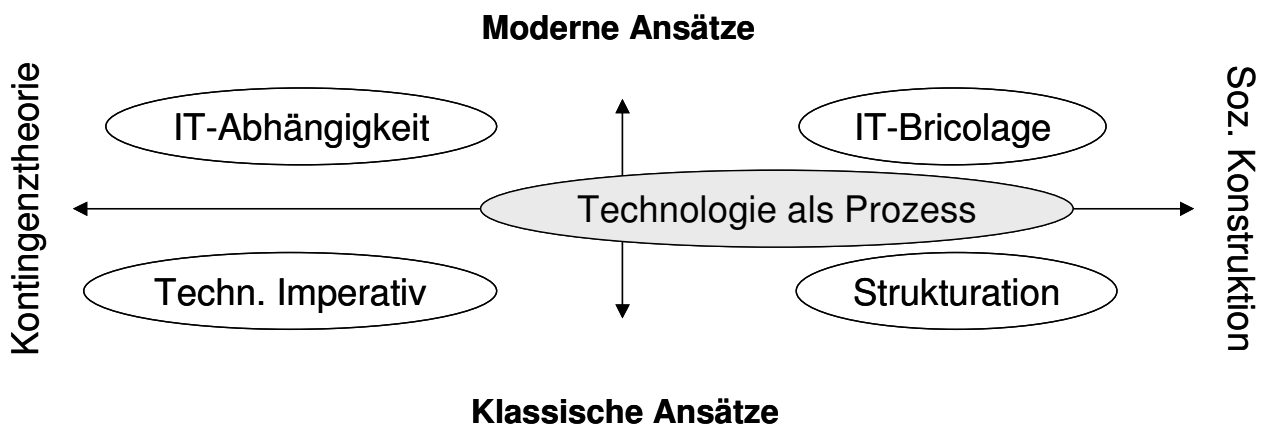 Moderne Ansätze
Kontingenztheorie
IT-Abhängigkeit
IT-Bricolage
Soz. Konstruktion
Technologie als Prozess
Techn. Imperativ
Strukturation
Klassische Ansätze